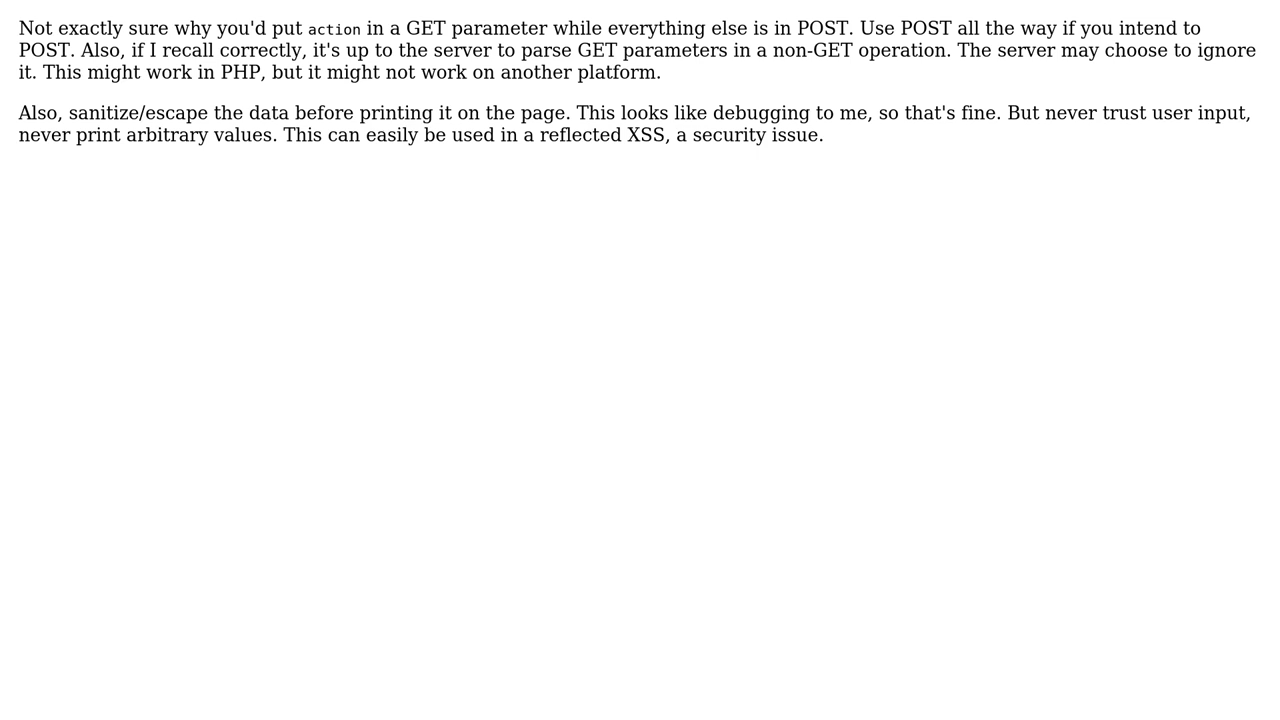 Not exactly sure why you'd put action in a GET parameter while everything else is in POST. Use POST all the way if you intend to
POST. Also, if I recall correctly, it's up to the server to parse GET parameters in a non-GET operation. The server may choose to ignore
it. This might work in PHP, but it might not work on another platform.
Also, sanitize/escape the data before printing it on the page. This looks like debugging to me, so that's fine. But never trust user input,
never print arbitrary values. This can easily be used in a reflected XSS, a security issue.